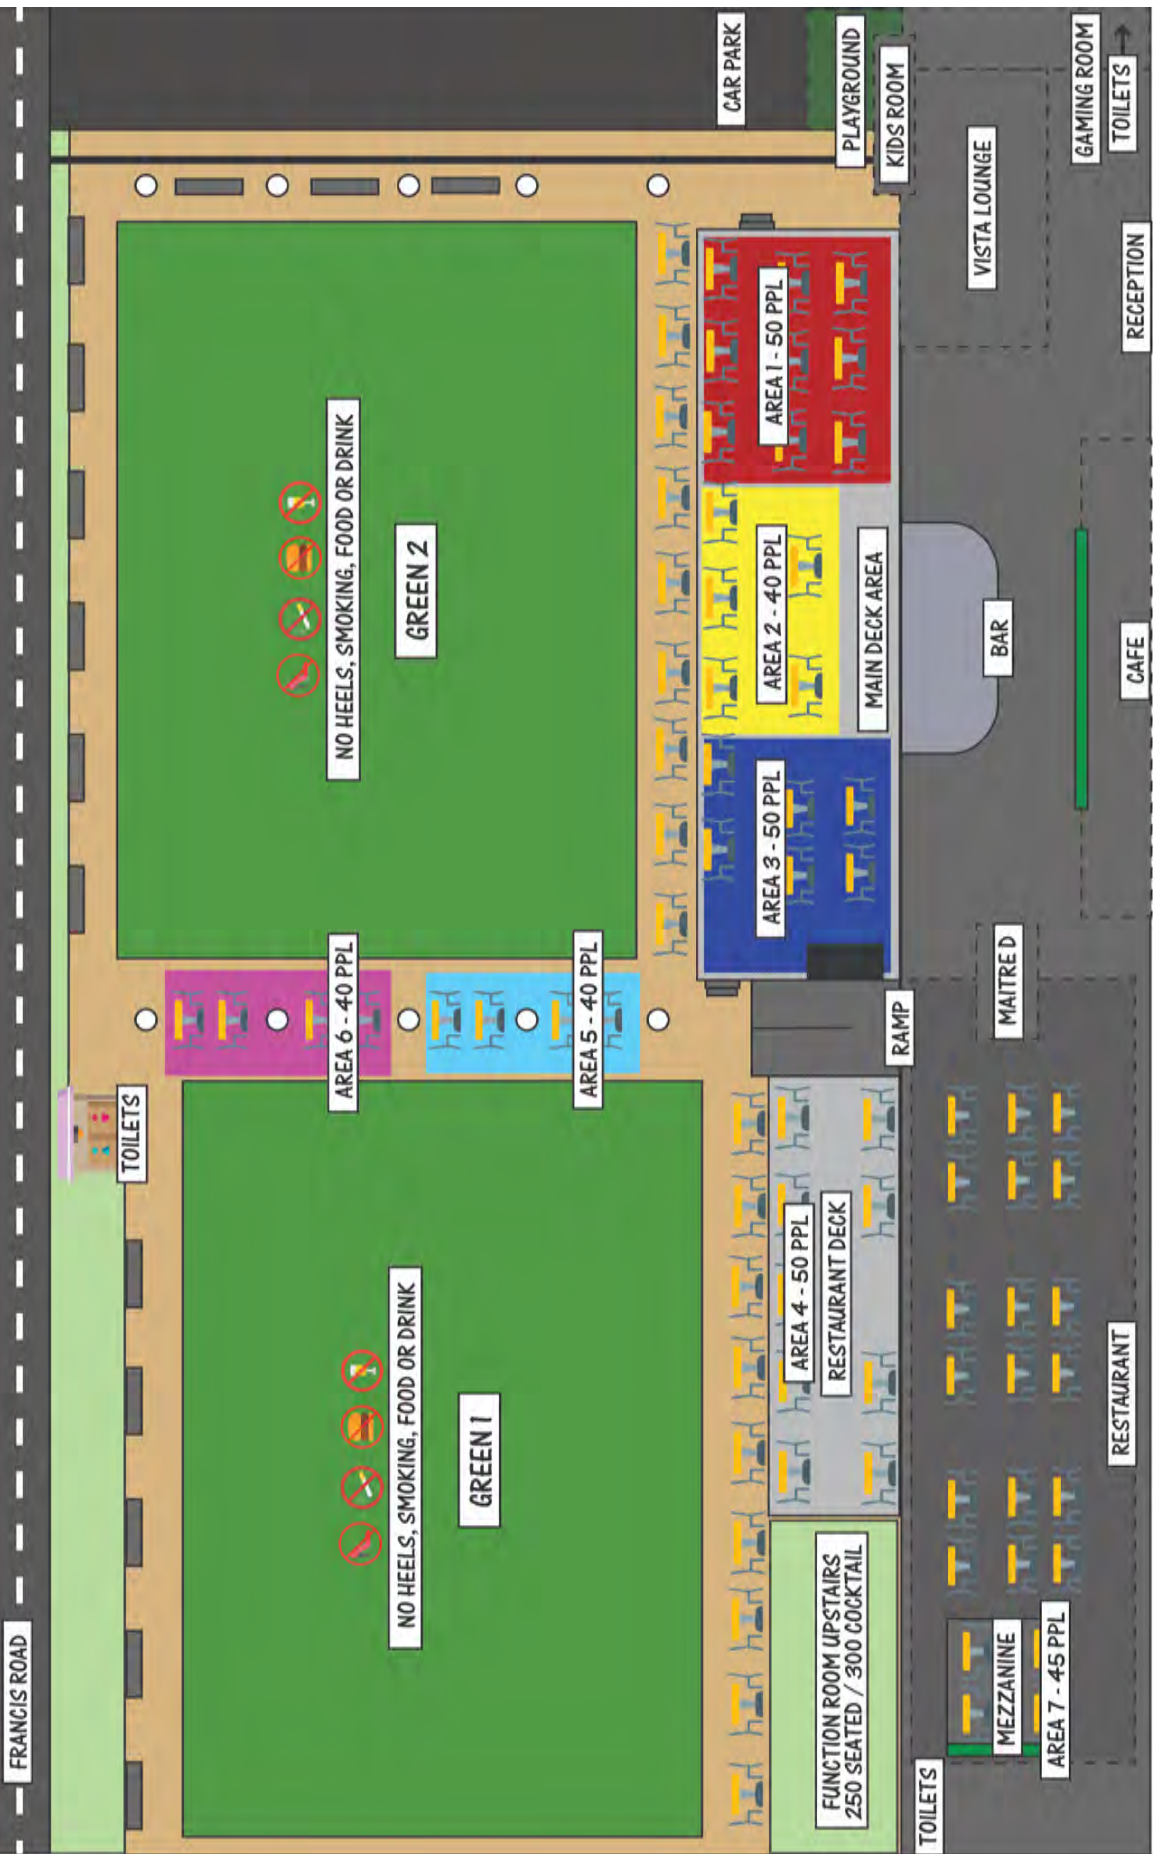 FRANCIS ROAD
TOILETS
NO HEELS, SMOKING, FOOD OR DRINK
GREEN 1
NO HEELS, SMOKING, FOOD OR DRINK
GREEN 2
AREA 6 - 40 PPL
AREA 5 - 40 PPL
CAR PARK
PLAYGROUND
KIDS ROOM
FUNCTION ROOM UPSTAIRS
250 SEATED / 300 COCKTAIL
AREA 4 - 50 PPL
RESTAURANT DECK
RAMP
AREA 3 - 50 PPL
AREA 2 - 40 PPL
AREA 1 - 50 PPL
MAIN DECK AREA
TOILETS
MEZZANINE
AREA 7 - 45 PPL
RESTAURANT
MAITRE D
BAR
CAFE
VISTA LOUNGE
RECEPTION
GAMING ROOM
TOILETS